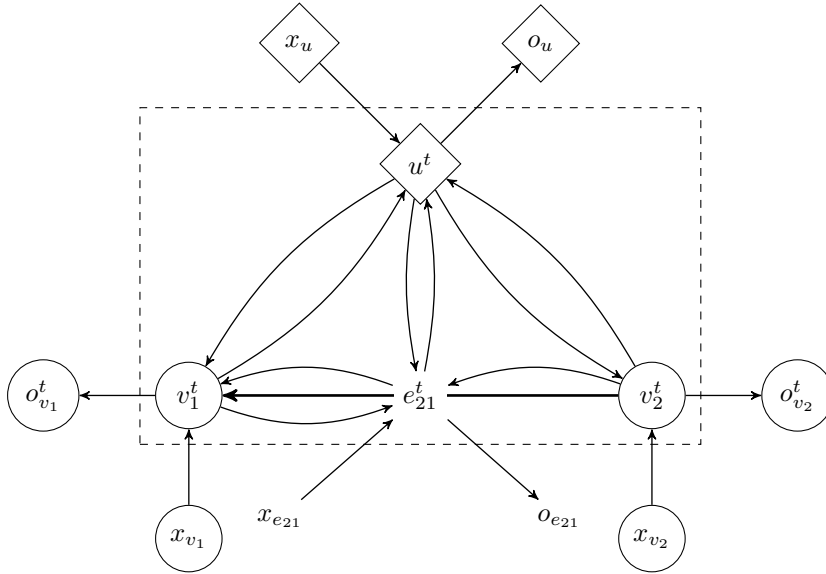 x_u o_u
u^t
o^t_{v_1} v^t_1 e^t_{21} v^t_2 o^t_{v_2}
x_{v_1} x_{e_{21}} o_{e_{21}} x_{v_2}